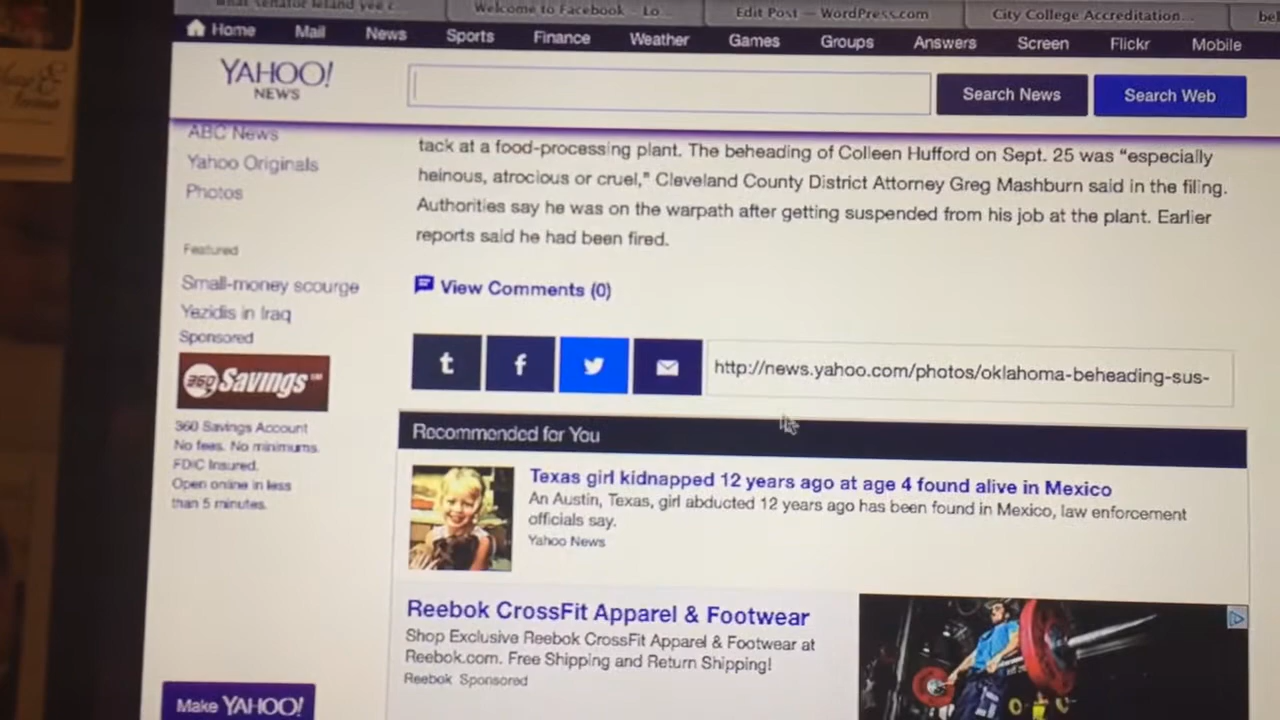 Welcome to Facebook - Lo...
Edit Post — WordPress.com
City College Accreditation...
Home
Mail
News
Sports
Finance
Weather
Games
Groups
Answers
Screen
Flickr
Mobile
YAHOO!
NEWS
Search News
Search Web
ABC News
Yahoo Originals
Photos
Featured
Small-money scourge
Yezidis in Iraq
Sponsored
360 Savings
360 Savings Account
No fees. No minimums.
FDIC Insured.
Open online in less
than 5 minutes.
Make YAHOO!
tack at a food-processing plant. The beheading of Colleen Hufford on Sept. 25 was “especially
heinous, atrocious or cruel,” Cleveland County District Attorney Greg Mashburn said in the filing.
Authorities say he was on the warpath after getting suspended from his job at the plant. Earlier
reports said he had been fired.
View Comments (0)
t
f
http://news.yahoo.com/photos/oklahoma-beheading-sus-
Recommended for You
Texas girl kidnapped 12 years ago at age 4 found alive in Mexico
An Austin, Texas, girl abducted 12 years ago has been found in Mexico, law enforcement
officials say.
Yahoo News
Reebok CrossFit Apparel & Footwear
Shop Exclusive Reebok CrossFit Apparel & Footwear at
Reebok.com. Free Shipping and Return Shipping!
Reebok Sponsored